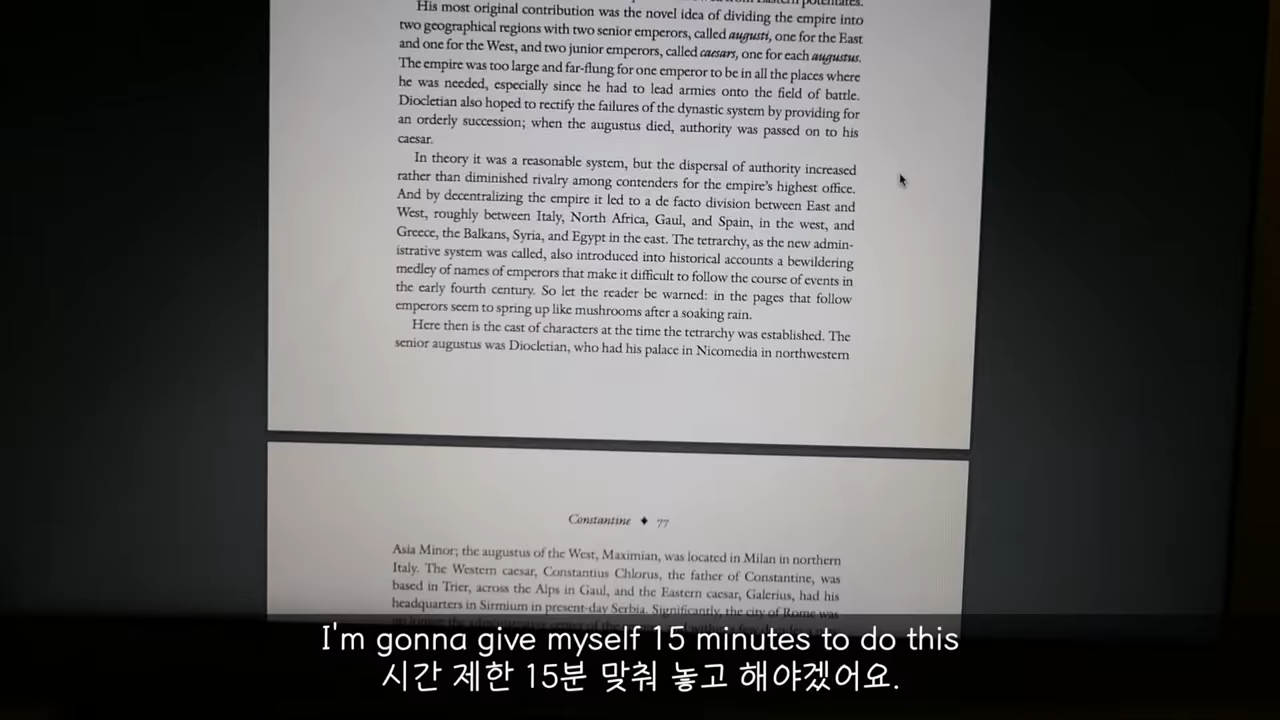 His most original contribution was the novel idea of dividing the empire into
two geographical regions with two senior emperors, called augusti, one for the East
and one for the West, and two junior emperors, called caesars, one for each augustus.
The empire was too large and far-flung for one emperor to be in all the places where
he was needed, especially since he had to lead armies onto the field of battle.
Diocletian also hoped to rectify the failures of the dynastic system by providing for
an orderly succession; when the augustus died, authority was passed on to his
caesar.
In theory it was a reasonable system, but the dispersal of authority increased
rather than diminished rivalry among contenders for the empire's highest office.
And by decentralizing the empire it led to a de facto division between East and
West, roughly between Italy, North Africa, Gaul, and Spain, in the west, and
Greece, the Balkans, Syria, and Egypt in the east. The tetrarchy, as the new admin-
istrative system was called, also introduced into historical accounts a bewildering
medley of names of emperors that make it difficult to follow the course of events in
the early fourth century. So let the reader be warned: in the pages that follow
emperors seem to spring up like mushrooms after a soaking rain.
Here then is the cast of characters at the time the tetrarchy was established. The
senior augustus was Diocletian, who had his palace in Nicomedia in northwestern
Constantine ♦ 77
Asia Minor; the augustus of the West, Maximian, was located in Milan in northern
Italy. The Western caesar, Constantius Chlorus, the father of Constantine, was
based in Trier, across the Alps in Gaul, and the Eastern caesar, Galerius, had his
headquarters in Sirmium in present-day Serbia. Significantly, the city of Rome was
I'm gonna give myself 15 minutes to do this
시간 제한 15분 맞춰 놓고 해야겠어요.